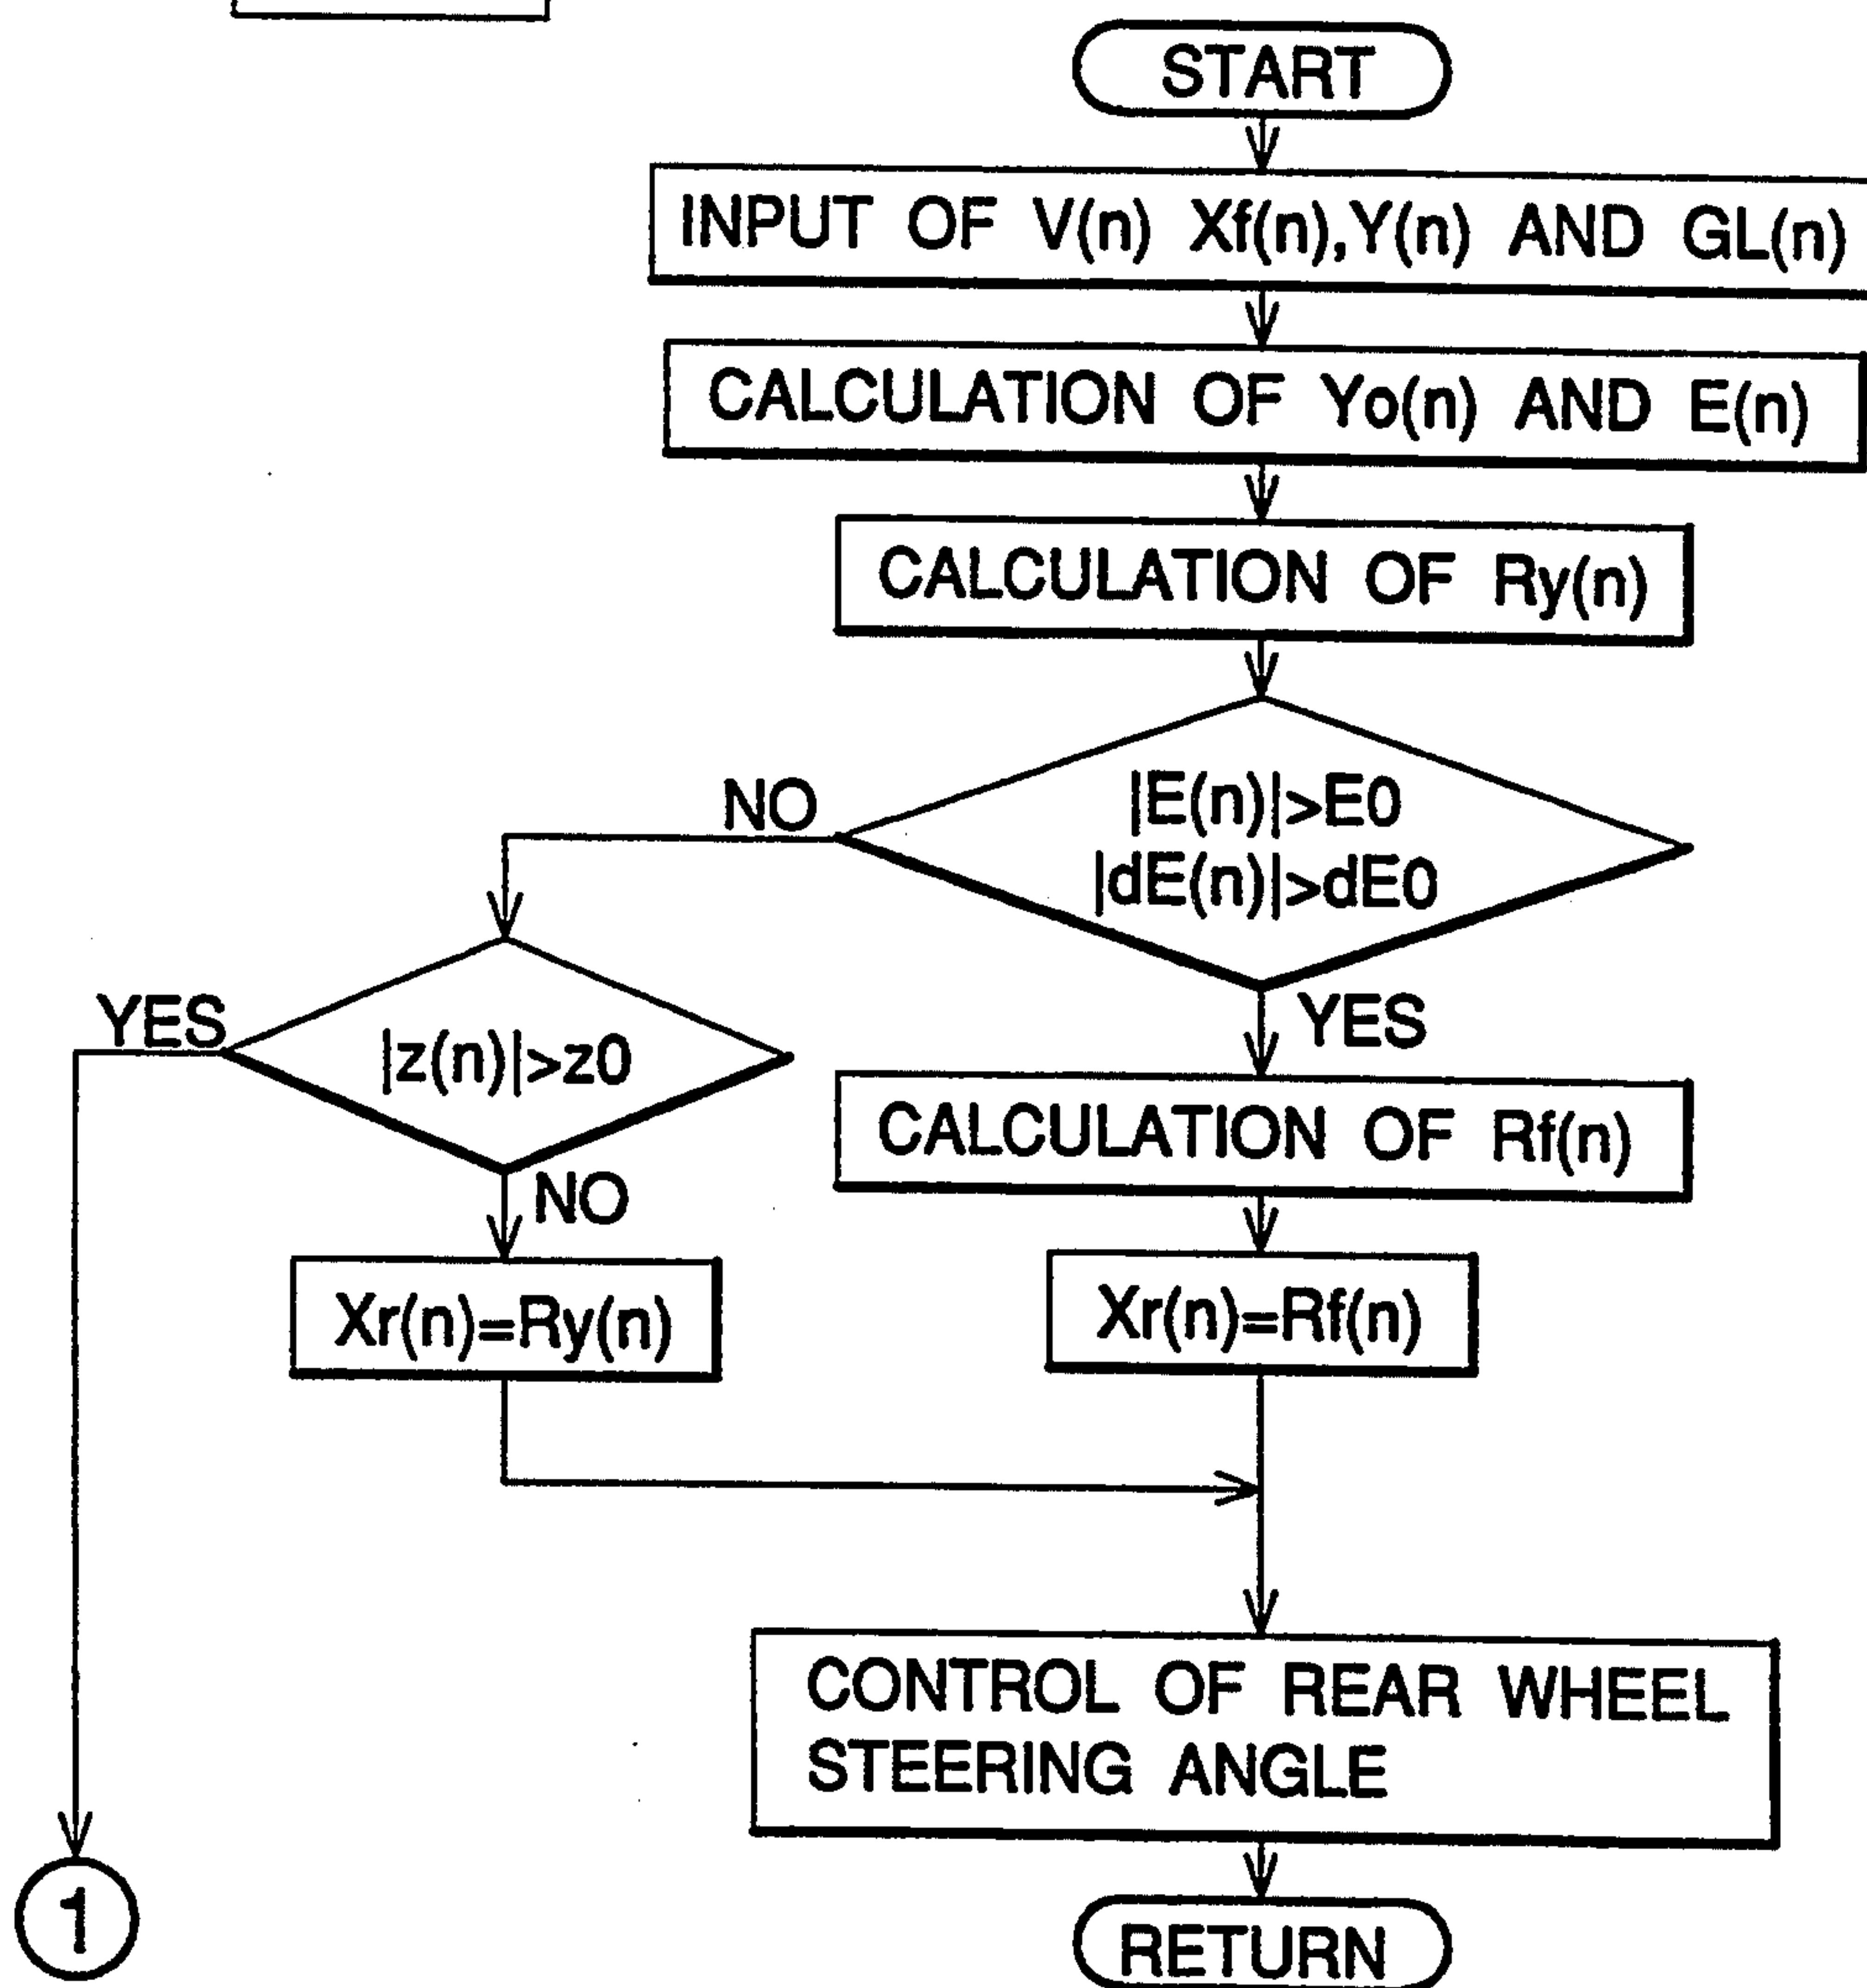 START
INPUT OF V(n) Xf(n),Y(n) AND GL(n)
CALCULATION OF Yo(n) AND E(n)
CALCULATION OF Ry(n)
|E(n)|>E0
|dE(n)|>dE0
NO
YES
|z(n)|>z0
YES
NO
CALCULATION OF Rf(n)
Xr(n)=Ry(n)
Xr(n)=Rf(n)
CONTROL OF REAR WHEEL
STEERING ANGLE
1
RETURN